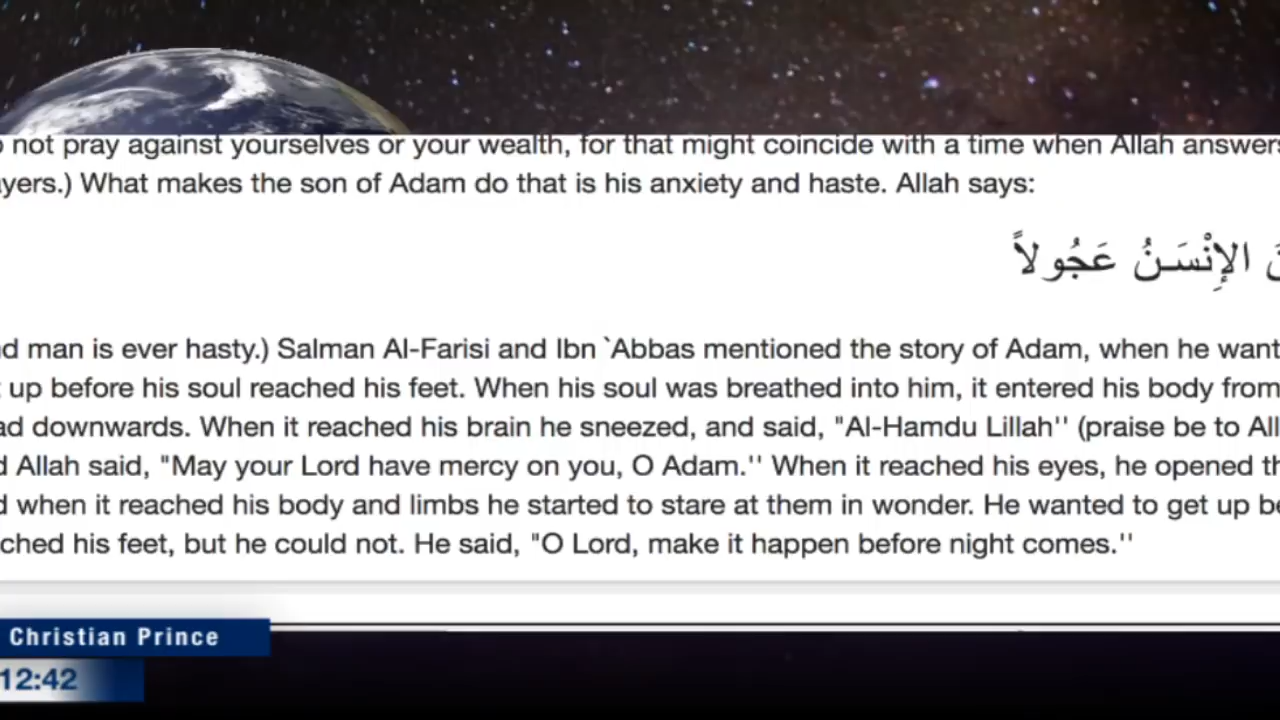 not pray against yourselves or your wealth, for that might coincide with a time when Allah answers
ayers.) What makes the son of Adam do that is his anxiety and haste. Allah says:
الإِنْسَـنُ عَجُولاً
d man is ever hasty.) Salman Al-Farisi and Ibn `Abbas mentioned the story of Adam, when he want
up before his soul reached his feet. When his soul was breathed into him, it entered his body from
ad downwards. When it reached his brain he sneezed, and said, "Al-Hamdu Lillah'' (praise be to All
d Allah said, "May your Lord have mercy on you, O Adam.'' When it reached his eyes, he opened th
d when it reached his body and limbs he started to stare at them in wonder. He wanted to get up be
ched his feet, but he could not. He said, "O Lord, make it happen before night comes.''
Christian Prince
12:42